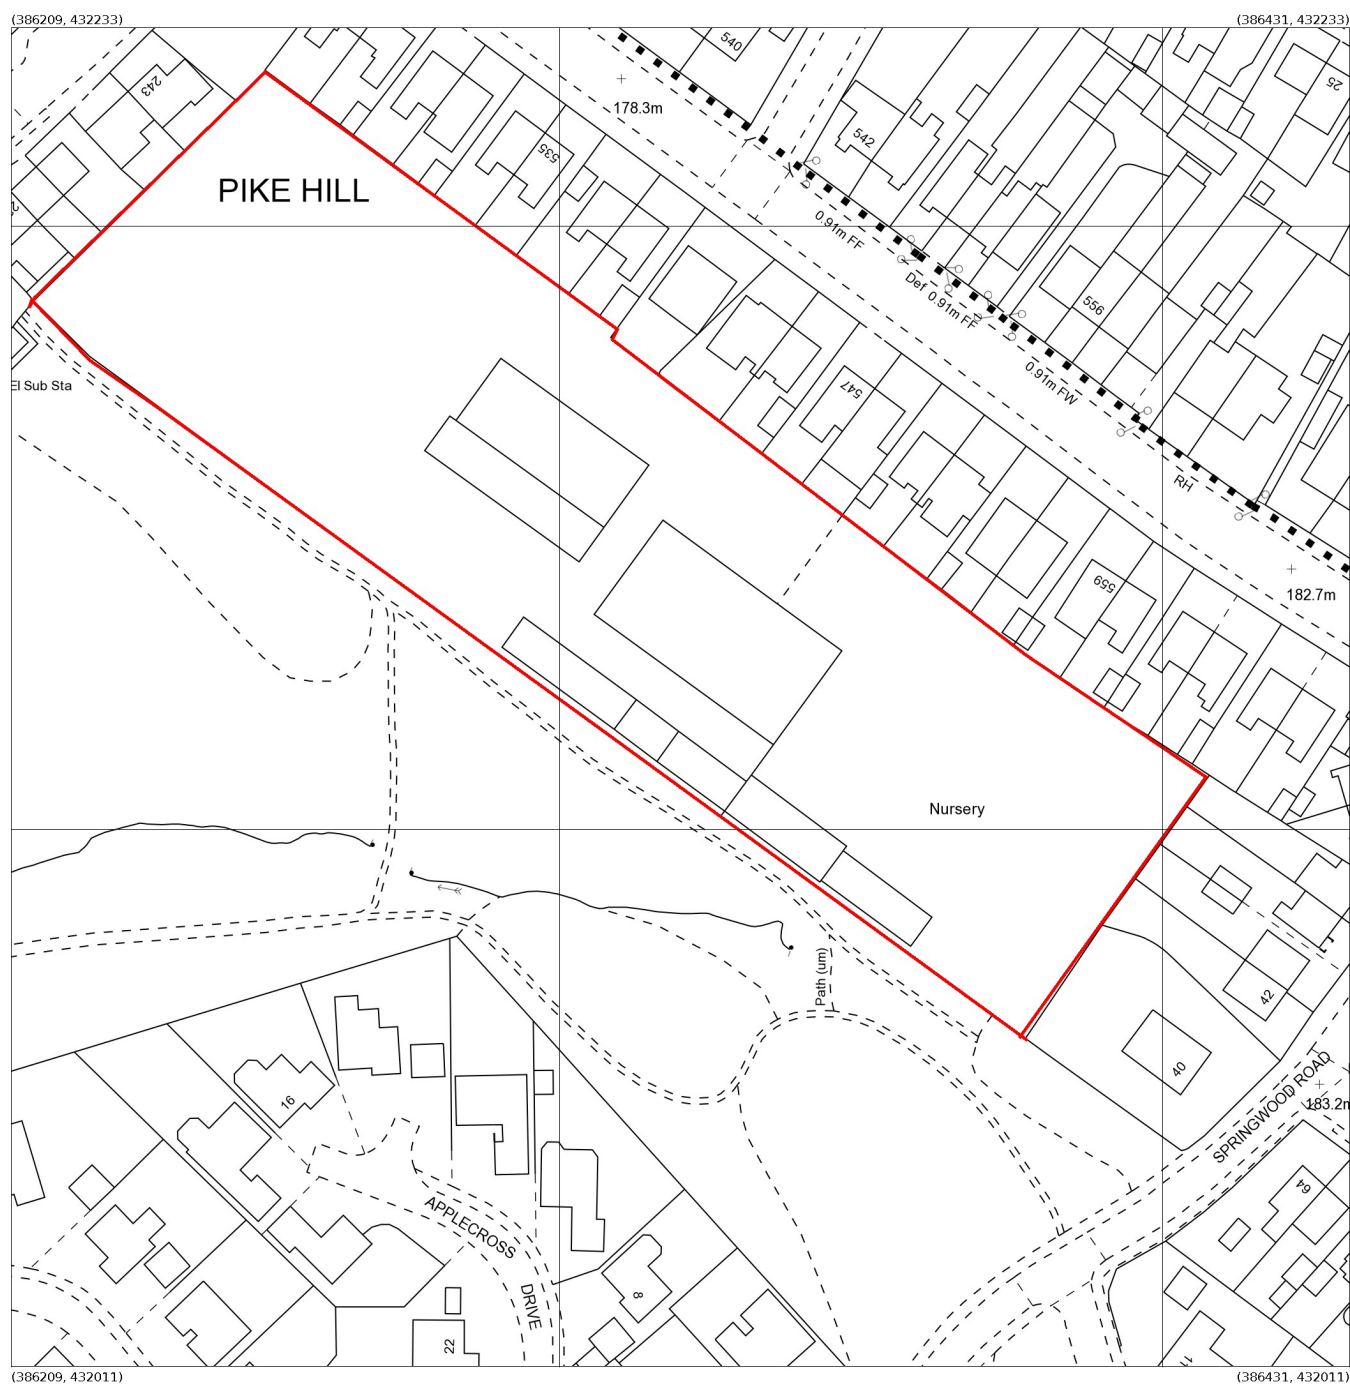 (386209, 432233)
(386431, 432233)
540
243
25
178.3m
542
535
PIKE HILL
0.91m FF
Def
0.91m FF
556
0.91m FW
El Sub Sta
547
RH
559
182.7m
Nursery
Path (um)
42
40
SPRINGWOOD ROAD
183.2m
16
64
APPLECROSS
DRIVE
8
22
(386209, 432011)
(386431, 432011)